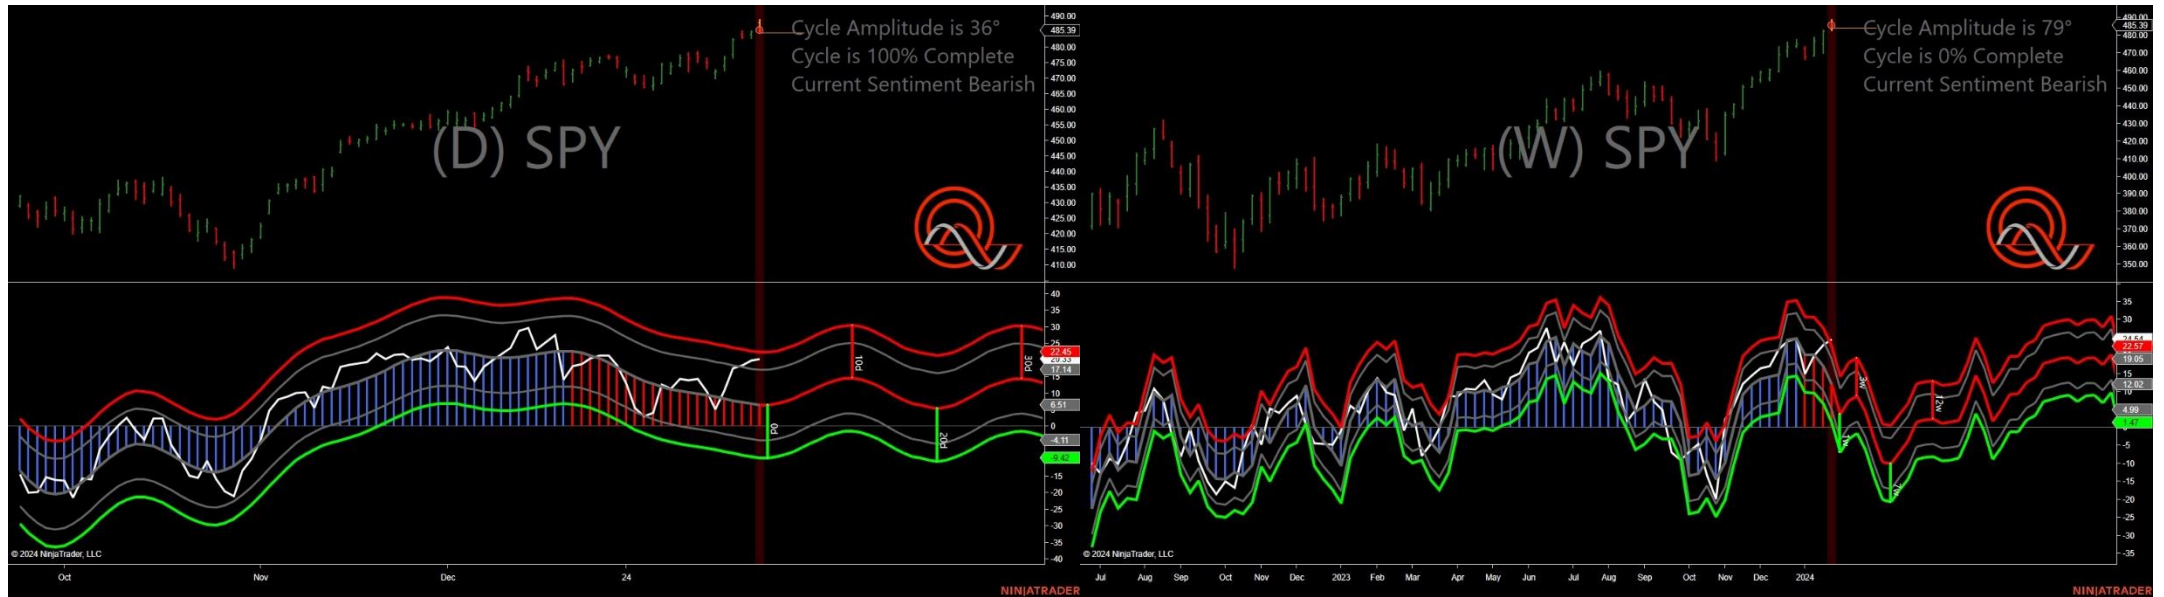 Cycle Amplitude is 36°
Cycle is 100% Complete
Current Sentiment Bearish
(D) SPY
490.00
485.39
480.00
475.00
470.00
465.00
460.00
455.00
450.00
445.00
440.00
435.00
430.00
425.00
420.00
415.00
410.00
40
35
30
25
22.45
20.33
17.14
15
10
6.51
0
-4.11
-9.42
-15
-20
-25
-30
-35
-40
10d
30d
0d
20d
© 2024 NinjaTrader, LLC
Oct
Nov
Dec
24
NINJATRADER
Cycle Amplitude is 79°
Cycle is 0% Complete
Current Sentiment Bearish
(W) SPY
490.00
485.39
480.00
470.00
460.00
450.00
440.00
430.00
420.00
410.00
400.00
390.00
380.00
370.00
360.00
350.00
35
30
24.54
22.57
19.05
15
12.02
4.99
1.47
-5
-10
-15
-20
-25
-30
-35
3w
12w
1w
7w
© 2024 NinjaTrader, LLC
Jul
Aug
Sep
Oct
Nov
Dec
2023
Feb
Mar
Apr
May
Jun
Jul
Aug
Sep
Oct
Nov
Dec
2024
NINJATRADER